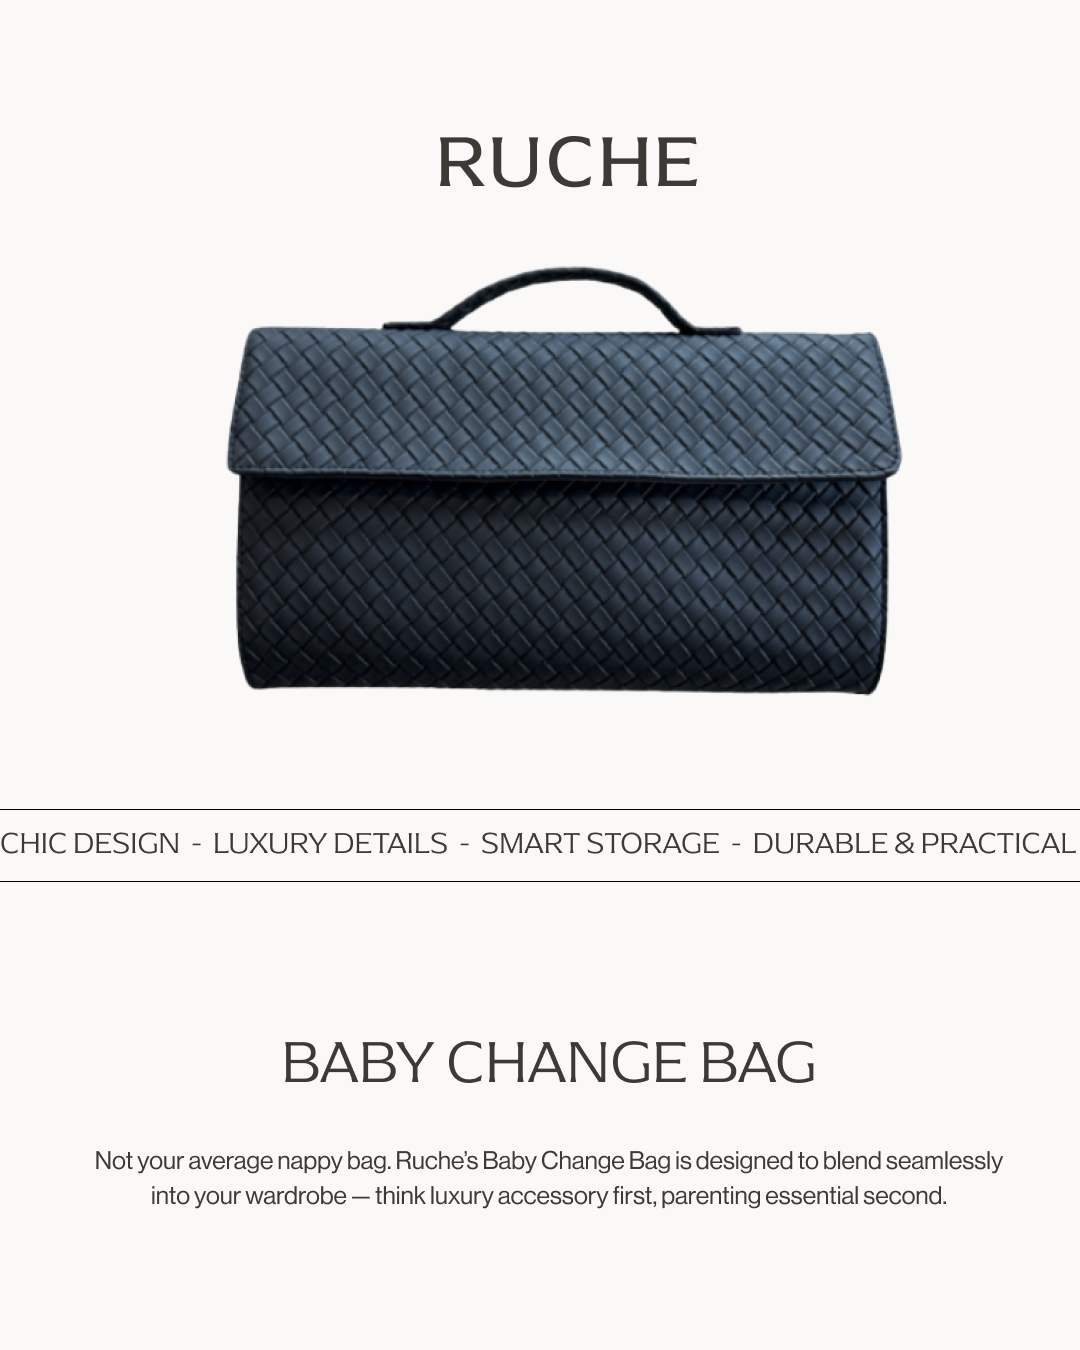 RUCHE
CHIC DESIGN - LUXURY DETAILS - SMART STORAGE - DURABLE & PRACTICAL
BABY CHANGE BAG
Not your average nappy bag. Ruche’s Baby Change Bag is designed to blend seamlessly
into your wardrobe — think luxury accessory first, parenting essential second.